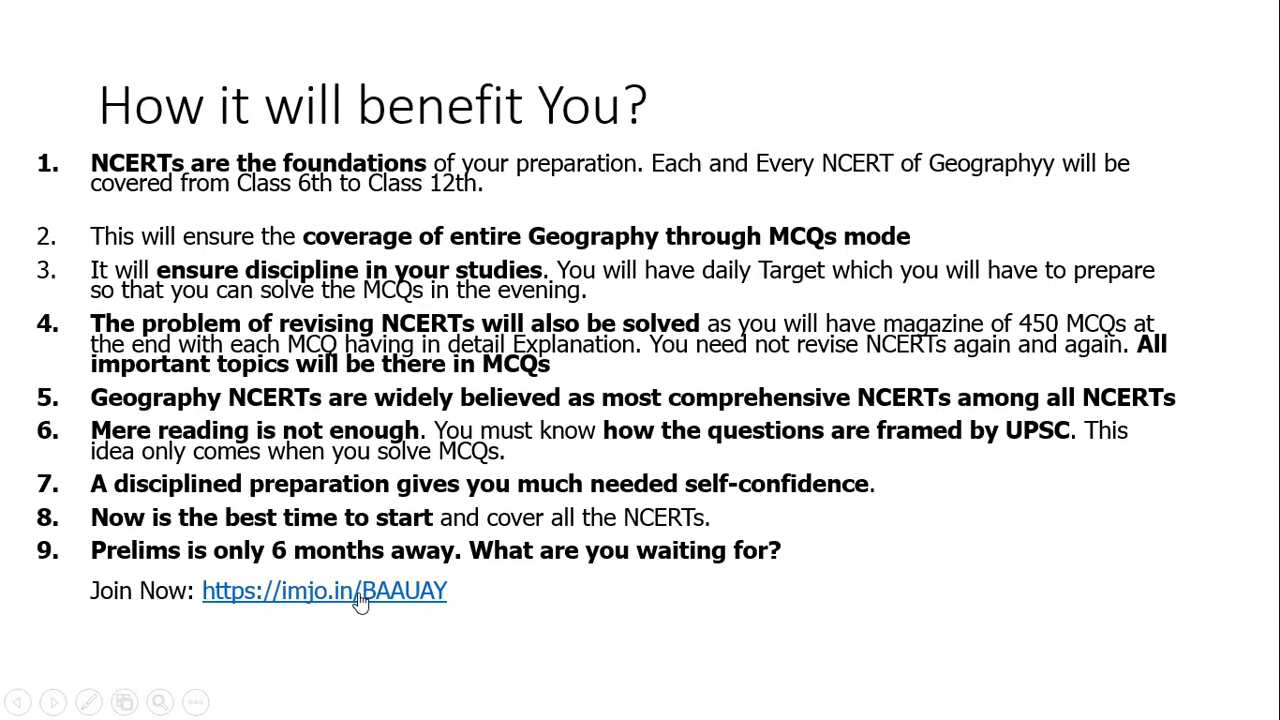 How it will benefit You?
1. NCERTs are the foundations of your preparation. Each and Every NCERT of Geographyy will be
covered from Class 6th to Class 12th.
2. This will ensure the coverage of entire Geography through MCQs mode
3. It will ensure discipline in your studies. You will have daily Target which you will have to prepare
so that you can solve the MCQs in the evening.
4. The problem of revising NCERTs will also be solved as you will have magazine of 450 MCQs at
the end with each MCQ having in detail Explanation. You need not revise NCERTs again and again. All
important topics will be there in MCQs
5. Geography NCERTs are widely believed as most comprehensive NCERTs among all NCERTs
6. Mere reading is not enough. You must know how the questions are framed by UPSC. This
idea only comes when you solve MCQs.
7. A disciplined preparation gives you much needed self-confidence.
8. Now is the best time to start and cover all the NCERTs.
9. Prelims is only 6 months away. What are you waiting for?
Join Now: https://imjo.in/BAAUAY